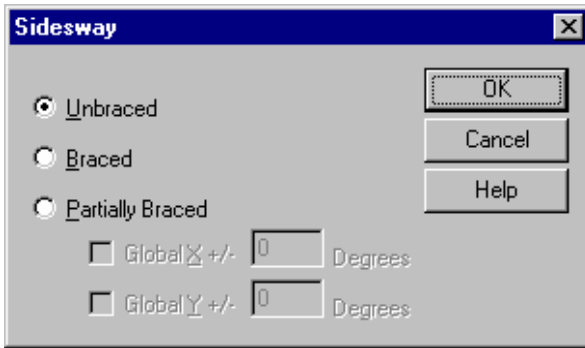 Sidesway
Unbraced
Braced
Partially Braced
Global X +/- 0 Degrees
Global Y +/- 0 Degrees
OK
Cancel
Help